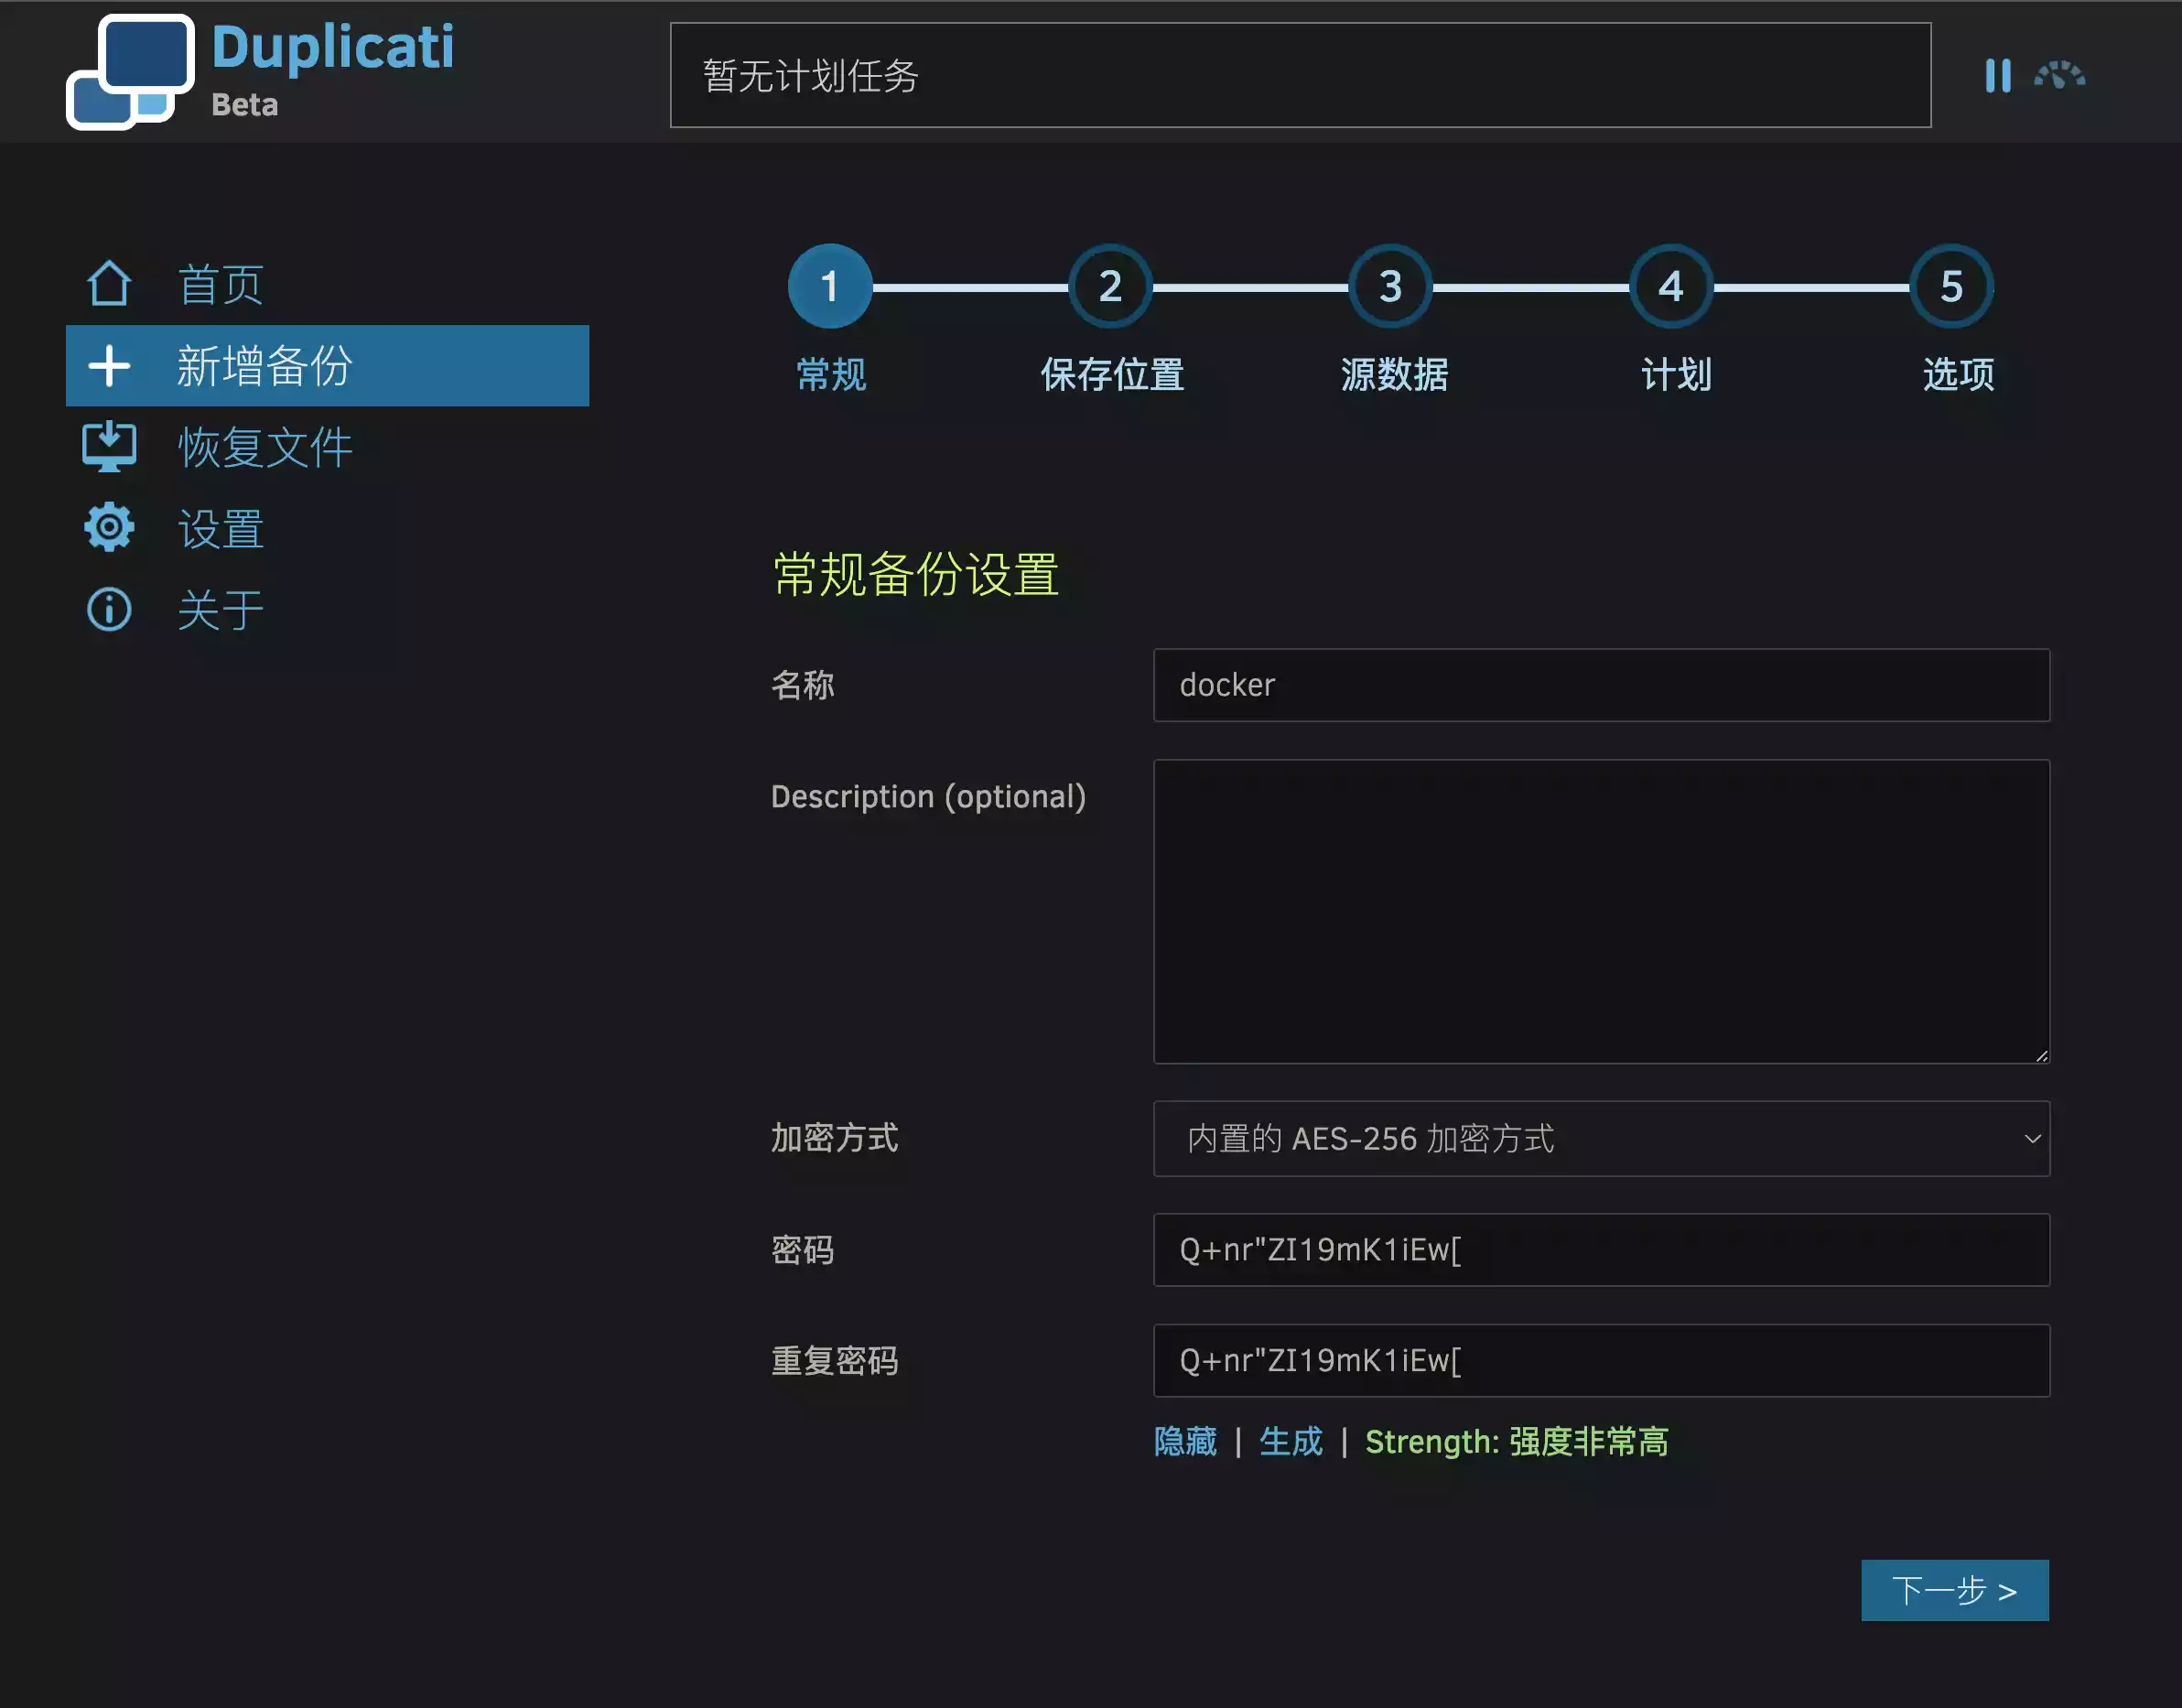 Duplicati
Beta
暂无计划任务
首页
新增备份
恢复文件
设置
关于
1
2
3
4
5
常规
保存位置
源数据
计划
选项
常规备份设置
名称
docker
Description (optional)
加密方式
内置的 AES-256 加密方式
密码
Q+nr"ZI19mK1iEw[
重复密码
Q+nr"ZI19mK1iEw[
隐藏 | 生成 | Strength: 强度非常高
下一步 >